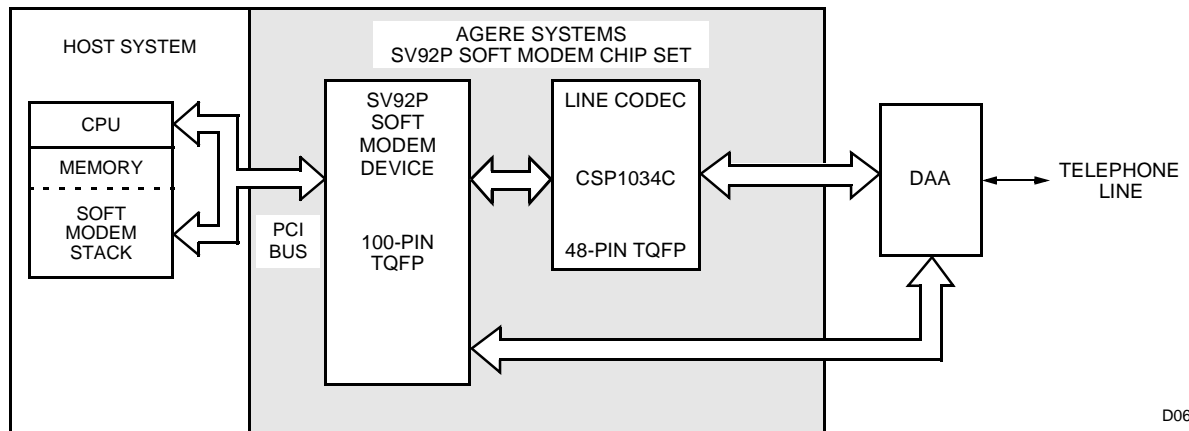 HOST SYSTEM
AGERE SYSTEMS
SV92P SOFT MODEM CHIP SET
CPU
MEMORY
SOFT
MODEM
STACK
PCI
BUS
SV92P
SOFT
MODEM
DEVICE
100-PIN
TQFP
LINE CODEC
CSP1034C
48-PIN TQFP
DAA
TELEPHONE
LINE
D06